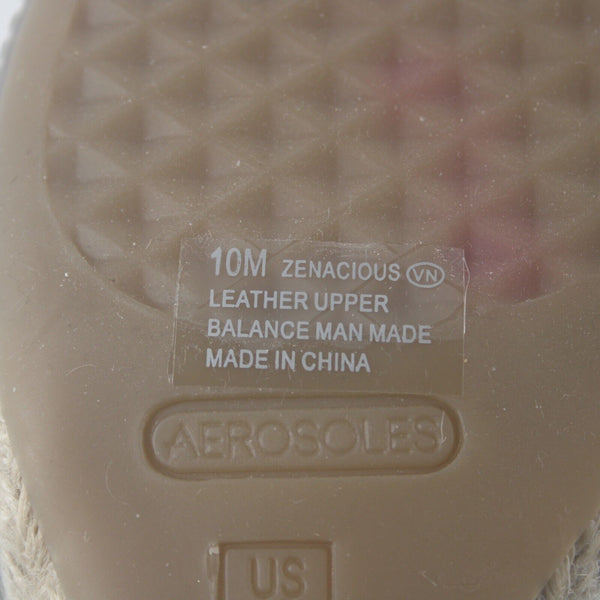 10M ZENACIOUS VN
LEATHER UPPER
BALANCE MAN MADE
MADE IN CHINA
AEROSOLES
US